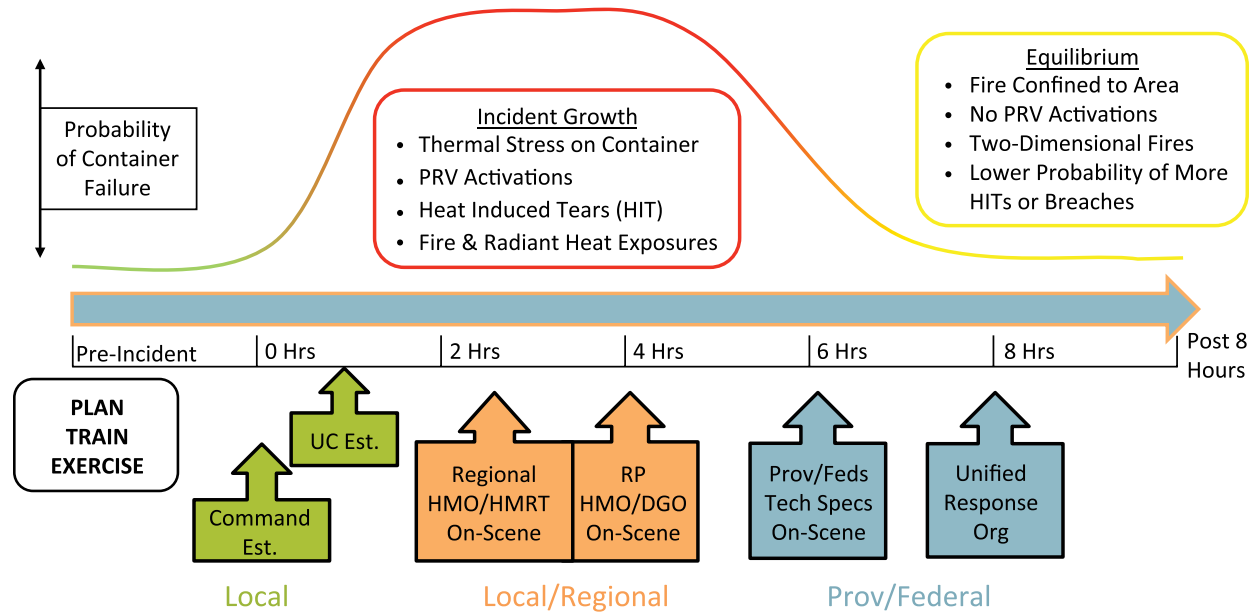 Probability
of Container
Failure
Incident Growth
• Thermal Stress on Container
• PRV Activations
• Heat Induced Tears (HIT)
• Fire & Radiant Heat Exposures
Equilibrium
• Fire Confined to Area
• No PRV Activations
• Two-Dimensional Fires
• Lower Probability of More
HITs or Breaches
Pre-Incident
0 Hrs
2 Hrs
4 Hrs
6 Hrs
8 Hrs
Post 8
Hours
PLAN
TRAIN
EXERCISE
Command
Est.
UC Est.
Regional
HMO/HMRT
On-Scene
RP
HMO/DGO
On-Scene
Prov/Feds
Tech Specs
On-Scene
Unified
Response
Org
Local
Local/Regional
Prov/Federal